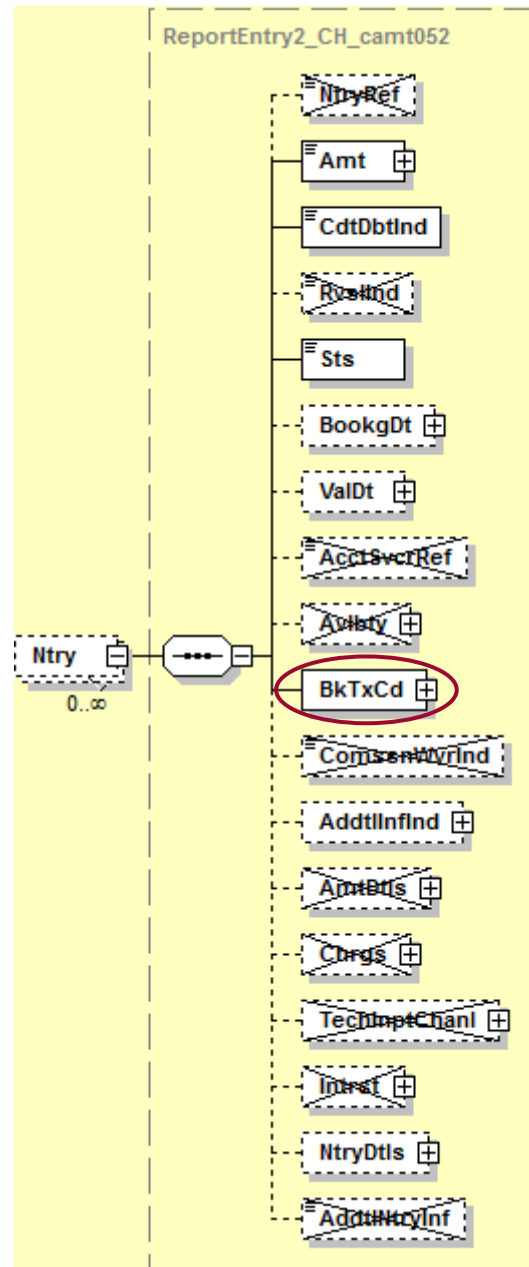 ReportEntry2_CH_camt052
NtryRef
Amt
CdtDbtInd
RvslInd
Sts
BookgDt
ValDt
AcctSvcrRef
Avlbty
Ntry
0..∞
BkTxCd
ComssnWvrInd
AddtlInfInd
AmtDtls
Chrgs
TechInptChanl
Intrst
NtryDtls
AddtlNtryInf